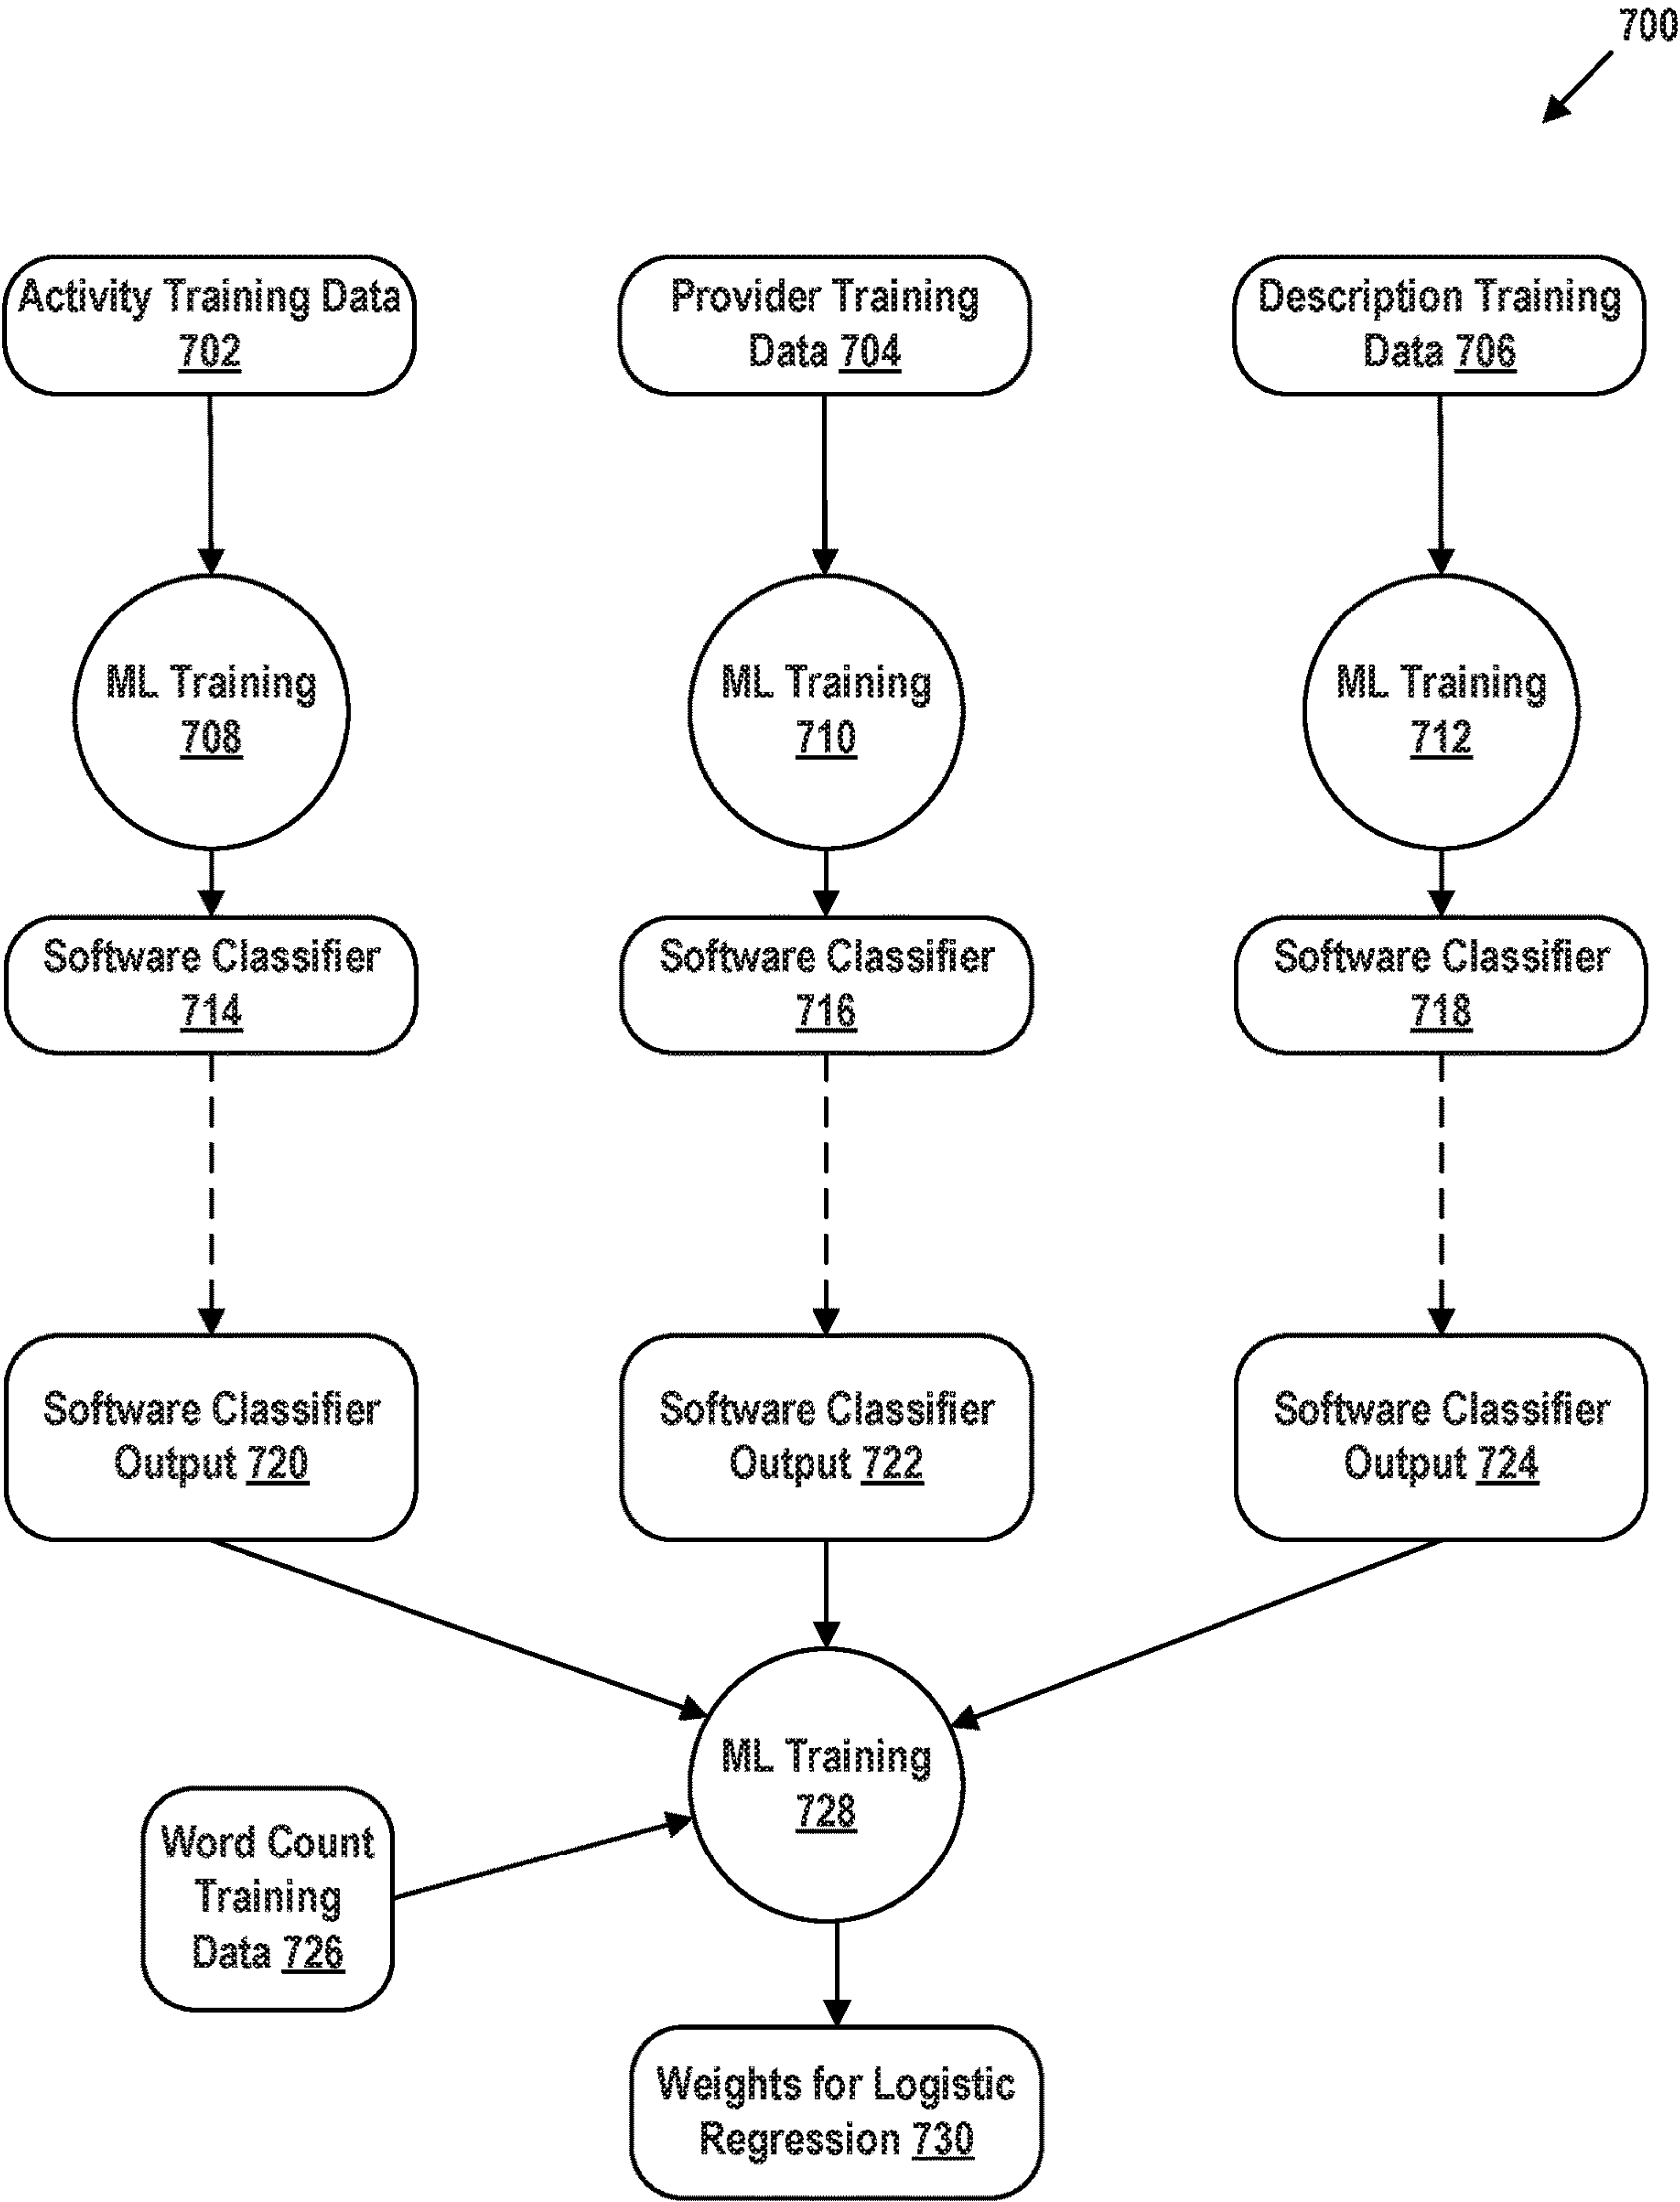 700
Activity Training Data
702
Provider Training
Data 704
Description Training
Data 706
ML Training
708
ML Training
710
ML Training
712
Software Classifier
714
Software Classifier
716
Software Classifier
718
Software Classifier
Output 720
Software Classifier
Output 722
Software Classifier
Output 724
ML Training
728
Word Count
Training
Data 726
Weights for Logistic
Regression 730